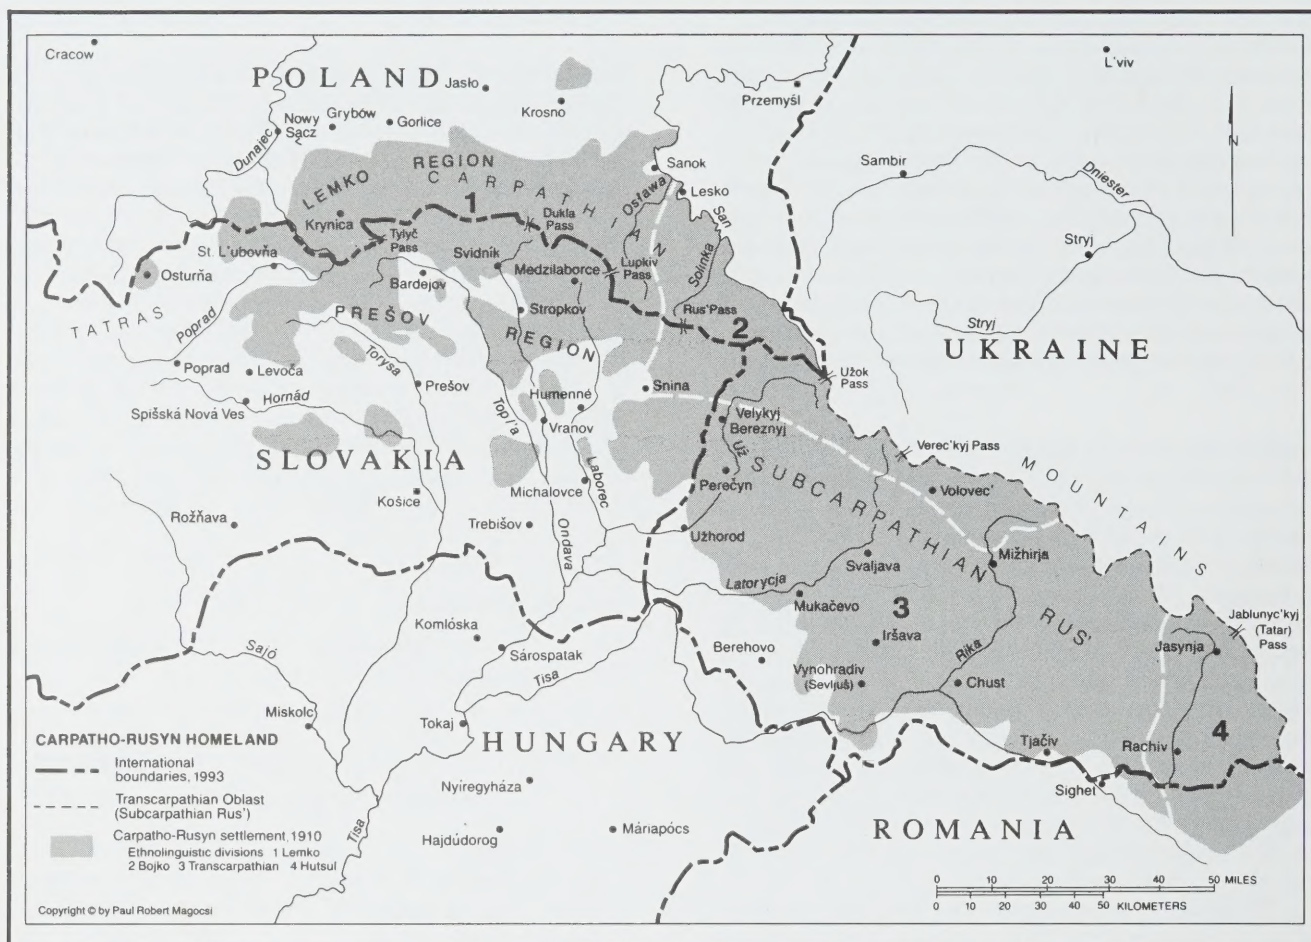 Cracow
POLAND
Jasło
Krosno
Przemyśl
L'viv
N
Nowy
Sącz
Grybów
Gorlice
Dunajec
LEMKO REGION
CARPATHIAN
1
Sanok
Lesko
Osława
San
Solinka
Sambir
Dniester
Stryj
Stryj
UKRAINE
Krynica
Tylyč
Pass
Dukla
Pass
Lupkiv
Pass
Rus' Pass
2
Užok
Pass
St. L'ubovňa
Osturňa
TATRAS
Poprad
Svidník
Medzilaborce
Bardejov
Stropkov
PREŠOV
REGION
Poprad
Levoča
Torysa
Prešov
Spišská Nová Ves
Hornád
Topl'a
Humenné
Vranov
Snina
Velykyj
Bereznyj
Už
Verec'kyj Pass
MOUNTAINS
SLOVAKIA
Laborec
Perečyn
SUBCARPATHIAN
RUS'
Volovec'
Košice
Michalovce
Rožňava
Trebišov
Ondava
Užhorod
Svaljava
Mižhirja
Latorycja
Mukačevo
3
Jablunyc'kyj
(Tatar)
Pass
Komlóska
Sárospatak
Berehovo
Iršava
Rika
Jasynja
Sajó
Tisa
Vynohradiv
(Sevljuš)
Chust
Miskolc
Tokaj
HUNGARY
Tjačiv
Rachiv
4
Sighet
Nyíregyháza
Hajdúdorog
Máriapócs
ROMANIA
Tisa
CARPATHO-RUSYN HOMELAND
International
boundaries, 1993
Transcarpathian Oblast
(Subcarpathian Rus')
Carpatho-Rusyn settlement, 1910
Ethnolinguistic divisions 1 Lemko
2 Bojko 3 Transcarpathian 4 Hutsul
Copyright © by Paul Robert Magocsi
0 10 20 30 40 50 MILES
0 10 20 30 40 50 KILOMETERS